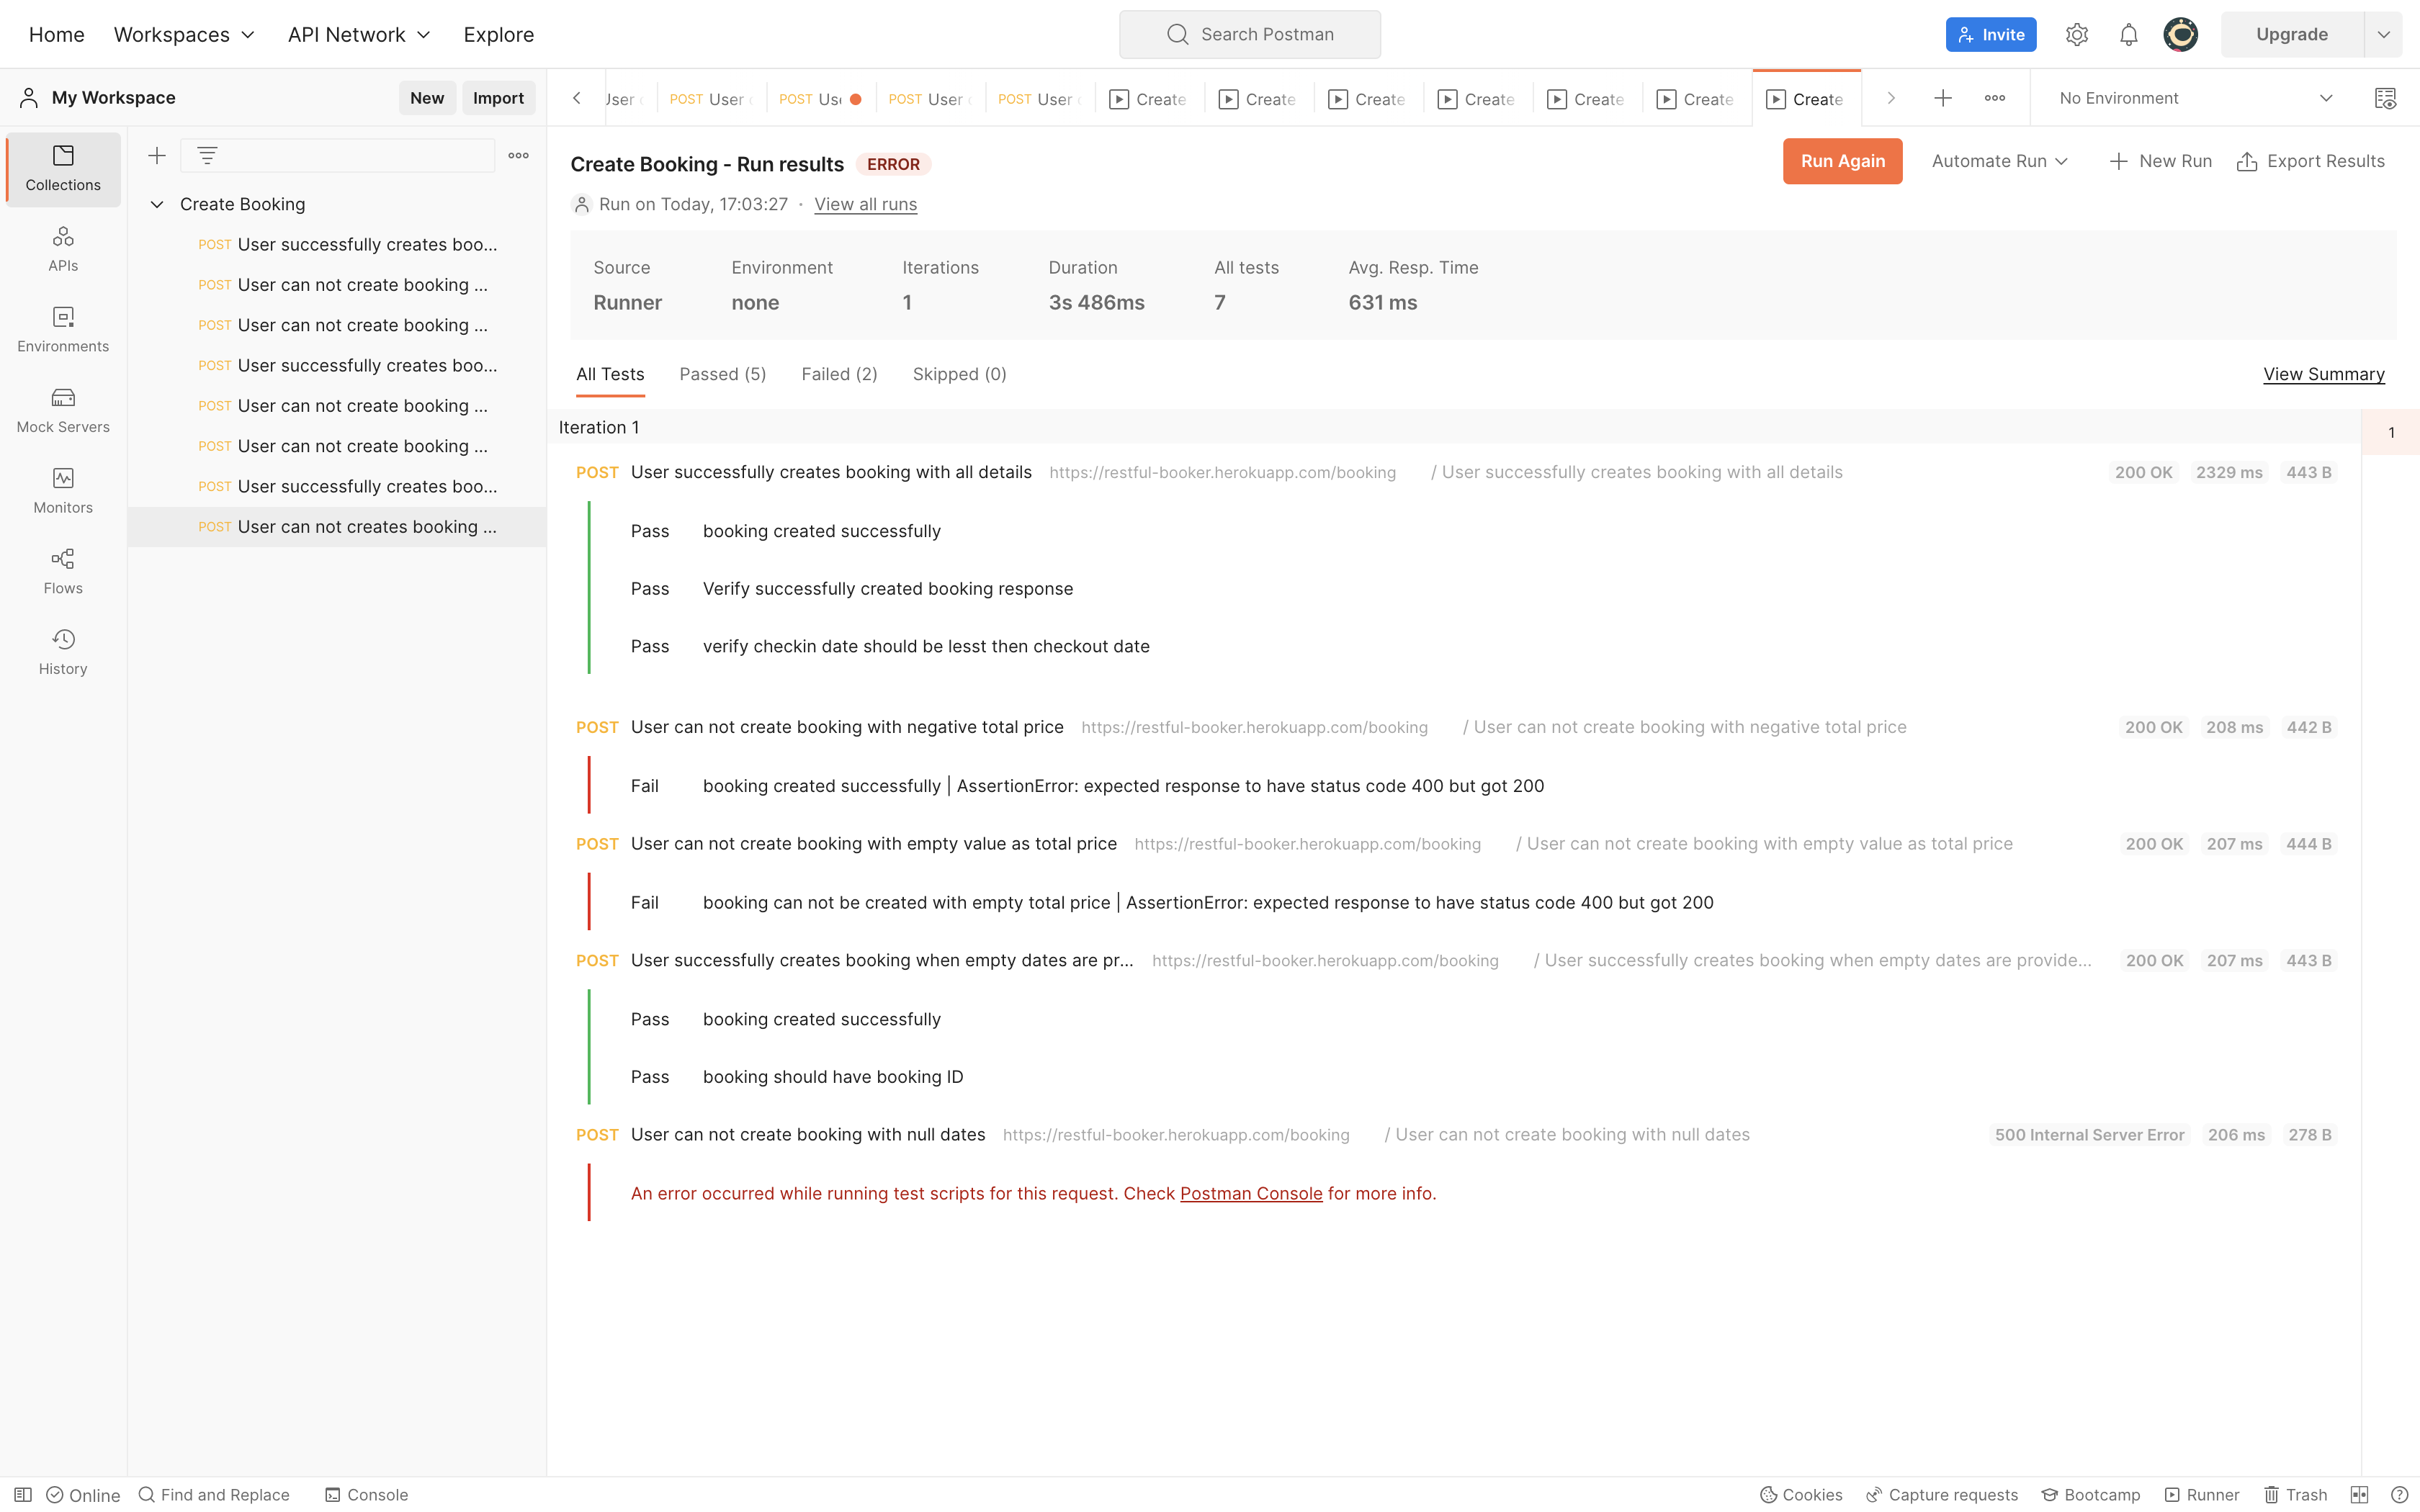 Home Workspaces API Network Explore Search Postman Invite Upgrade
My Workspace New Import User POST User POST Us POST User POST User Create Create Create Create Create Create Create No Environment
Collections
APIs
Environments
Mock Servers
Monitors
Flows
History
Create Booking
POST User successfully creates boo...
POST User can not create booking ...
POST User can not create booking ...
POST User successfully creates boo...
POST User can not create booking ...
POST User can not create booking ...
POST User successfully creates boo...
POST User can not creates booking ...
Create Booking - Run results ERROR Run Again Automate Run New Run Export Results
Run on Today, 17:03:27 · View all runs
Source Environment Iterations Duration All tests Avg. Resp. Time
Runner none 1 3s 486ms 7 631 ms
All Tests Passed (5) Failed (2) Skipped (0) View Summary
Iteration 1 1
POST User successfully creates booking with all details https://restful-booker.herokuapp.com/booking / User successfully creates booking with all details 200 OK 2329 ms 443 B
Pass booking created successfully
Pass Verify successfully created booking response
Pass verify checkin date should be lesst then checkout date
POST User can not create booking with negative total price https://restful-booker.herokuapp.com/booking / User can not create booking with negative total price 200 OK 208 ms 442 B
Fail booking created successfully | AssertionError: expected response to have status code 400 but got 200
POST User can not create booking with empty value as total price https://restful-booker.herokuapp.com/booking / User can not create booking with empty value as total price 200 OK 207 ms 444 B
Fail booking can not be created with empty total price | AssertionError: expected response to have status code 400 but got 200
POST User successfully creates booking when empty dates are pr... https://restful-booker.herokuapp.com/booking / User successfully creates booking when empty dates are provide... 200 OK 207 ms 443 B
Pass booking created successfully
Pass booking should have booking ID
POST User can not create booking with null dates https://restful-booker.herokuapp.com/booking / User can not create booking with null dates 500 Internal Server Error 206 ms 278 B
An error occurred while running test scripts for this request. Check Postman Console for more info.
Online Find and Replace Console Cookies Capture requests Bootcamp Runner Trash